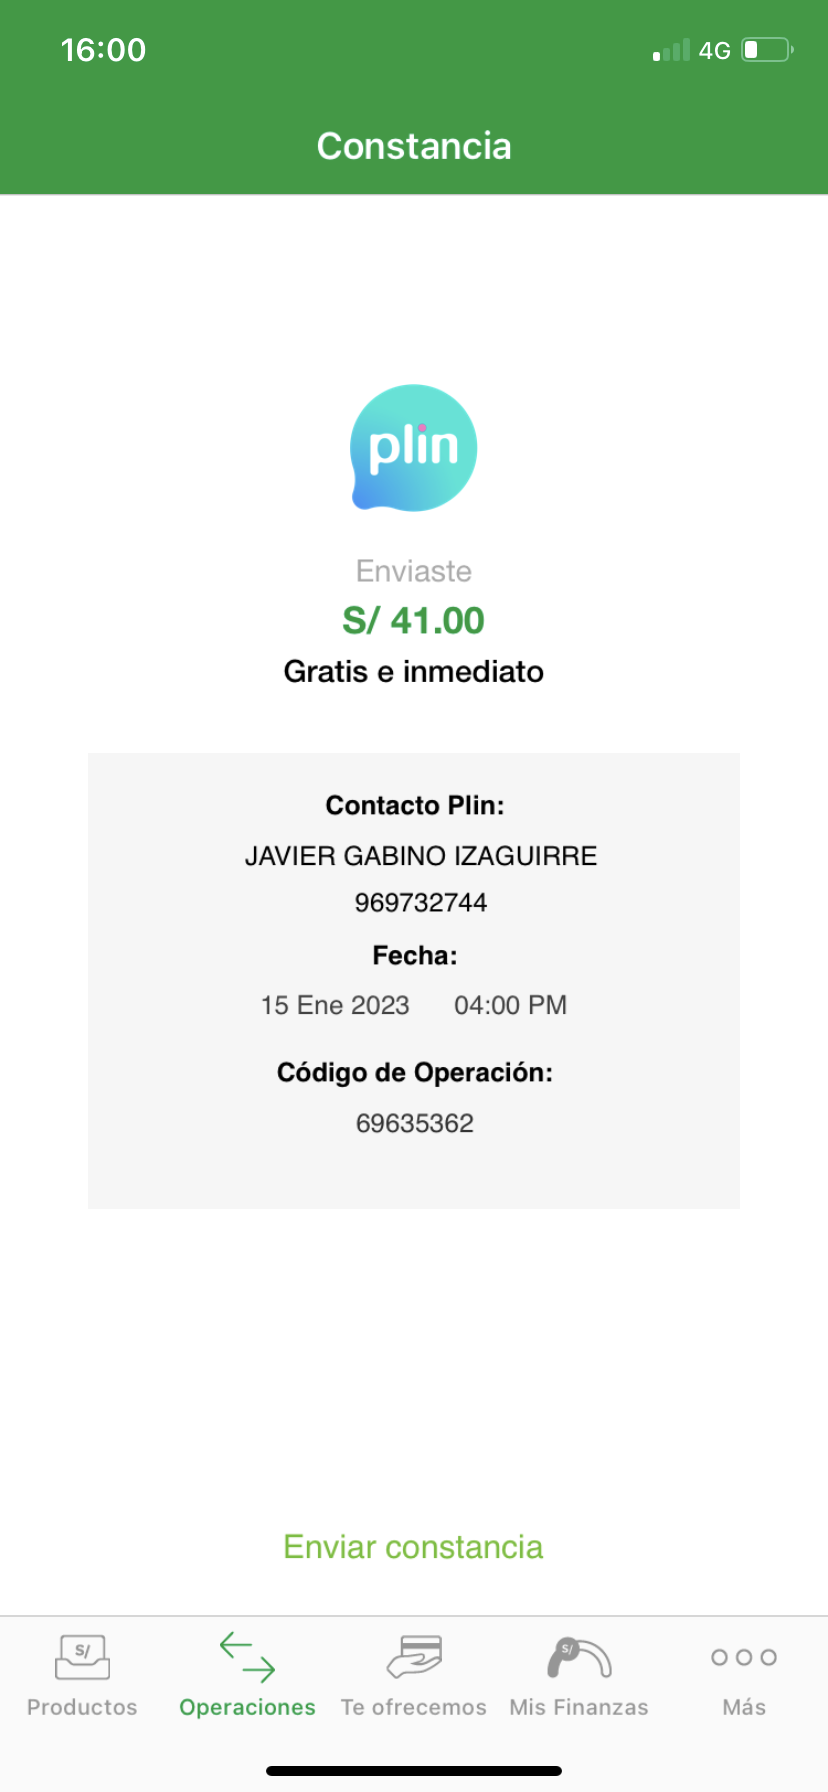 16:00
4G
Constancia
plin
Enviaste
S/ 41.00
Gratis e inmediato
Contacto Plin:
JAVIER GABINO IZAGUIRRE
969732744
Fecha:
15 Ene 2023 04:00 PM
Código de Operación:
69635362
Enviar constancia
S/ S/
Productos Operaciones Te ofrecemos Mis Finanzas Más